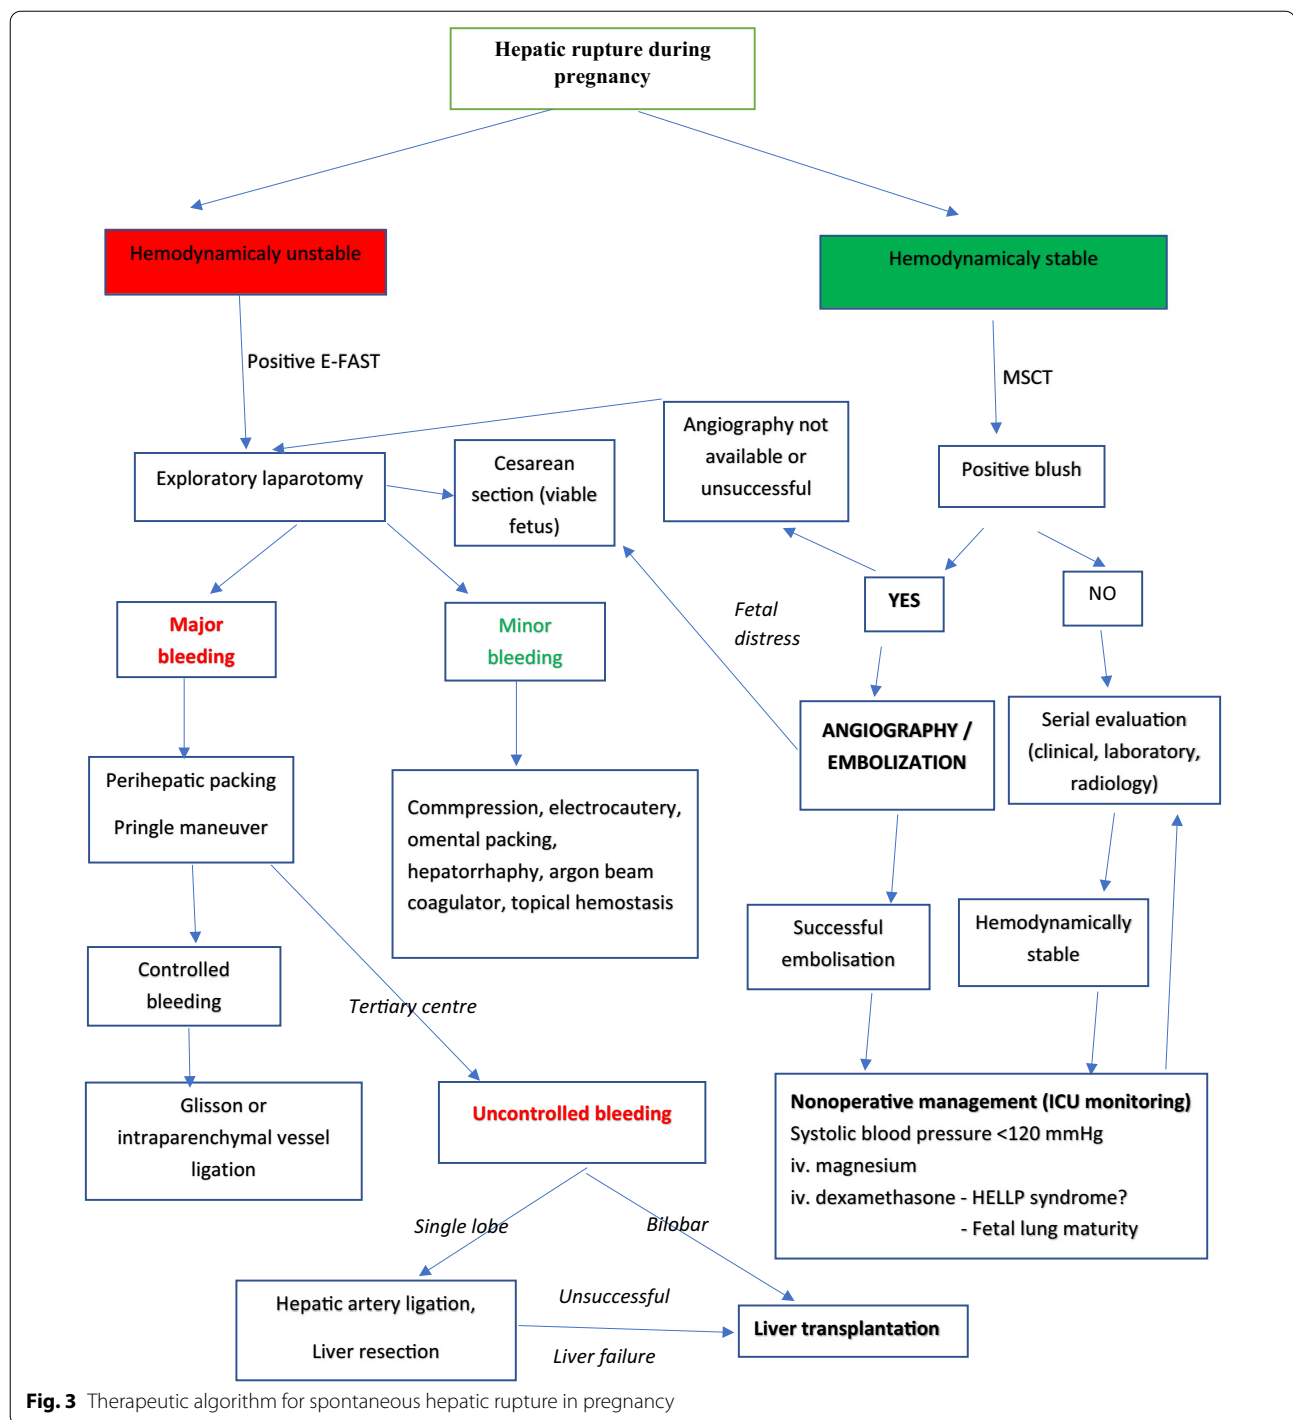 Hepatic rupture during
pregnancy
Hemodynamicaly unstable
Hemodynamicaly stable
Positive E-FAST
MSCT
Angiography not
available or
unsuccessful
Exploratory laparotomy
Cesarean
section (viable
fetus)
Positive blush
YES
NO
Fetal
distress
Major
bleeding
Minor
bleeding
ANGIOGRAPHY /
EMBOLIZATION
Serial evaluation
(clinical, laboratory,
radiology)
Perihepatic packing
Pringle maneuver
Commpression, electrocautery,
omental packing,
hepatorrhaphy, argon beam
coagulator, topical hemostasis
Successful
embolisation
Hemodynamically
stable
Controlled
bleeding
Tertiary centre
Glisson or
intraparenchymal vessel
ligation
Uncontrolled bleeding
Nonoperative management (ICU monitoring)
Systolic blood pressure <120 mmHg
iv. magnesium
iv. dexamethasone - HELLP syndrome?
- Fetal lung maturity
Single lobe
Bilobar
Hepatic artery ligation,
Liver resection
Unsuccessful
Liver failure
Liver transplantation
Fig. 3 Therapeutic algorithm for spontaneous hepatic rupture in pregnancy